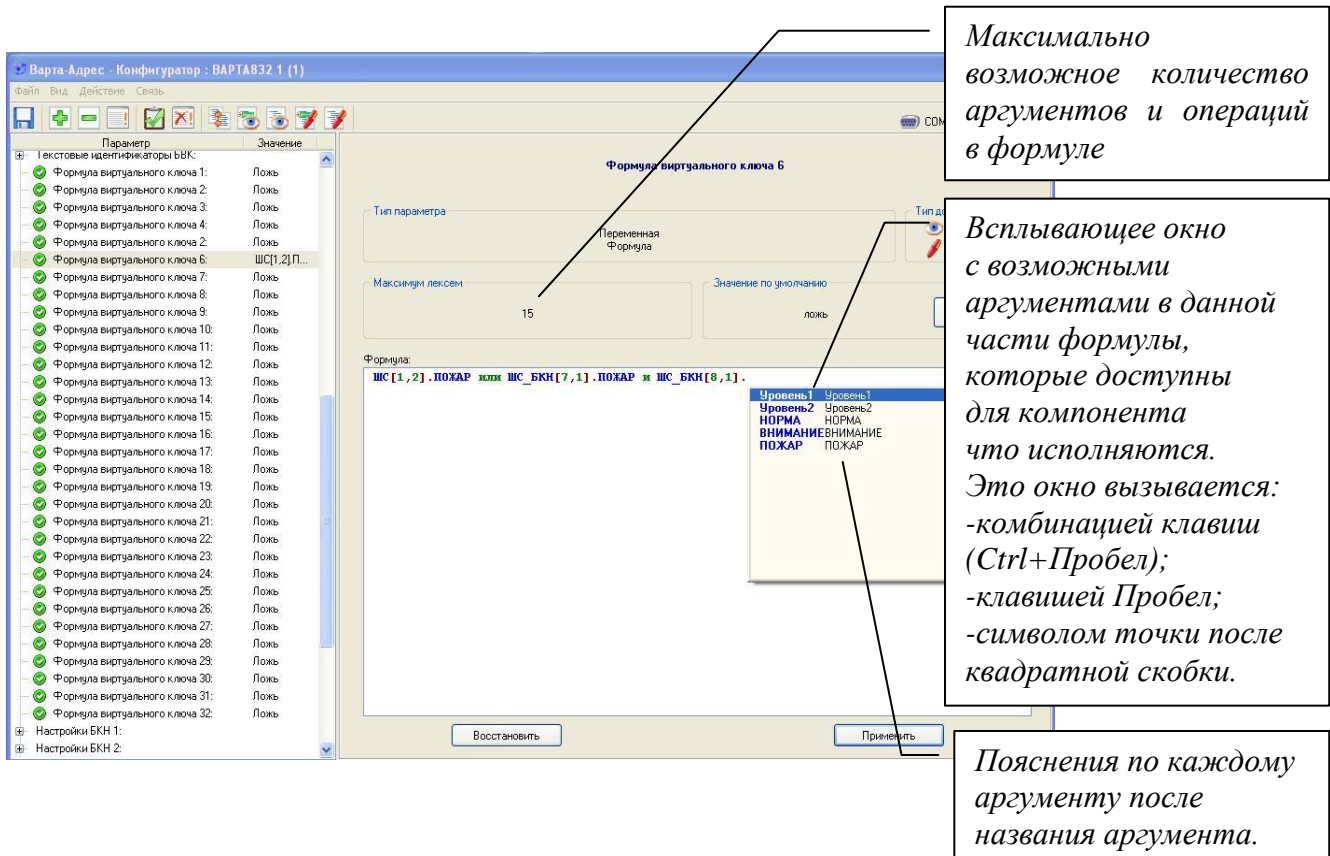 Варта-Адрес - Конфигуратор : ВАРТА832 1 (1)
Файл Вид Действие Связь
COM
Параметр Значение
Текстовые идентификаторы БВК:
Формула виртуального ключа 1: Ложь
Формула виртуального ключа 2: Ложь
Формула виртуального ключа 3: Ложь
Формула виртуального ключа 4: Ложь
Формула виртуального ключа 2: Ложь
Формула виртуального ключа 6: ШС[1,2].П...
Формула виртуального ключа 7: Ложь
Формула виртуального ключа 8: Ложь
Формула виртуального ключа 9: Ложь
Формула виртуального ключа 10: Ложь
Формула виртуального ключа 11: Ложь
Формула виртуального ключа 12: Ложь
Формула виртуального ключа 13: Ложь
Формула виртуального ключа 14: Ложь
Формула виртуального ключа 15: Ложь
Формула виртуального ключа 16: Ложь
Формула виртуального ключа 17: Ложь
Формула виртуального ключа 18: Ложь
Формула виртуального ключа 19: Ложь
Формула виртуального ключа 20: Ложь
Формула виртуального ключа 21: Ложь
Формула виртуального ключа 22: Ложь
Формула виртуального ключа 23: Ложь
Формула виртуального ключа 24: Ложь
Формула виртуального ключа 25: Ложь
Формула виртуального ключа 26: Ложь
Формула виртуального ключа 27: Ложь
Формула виртуального ключа 28: Ложь
Формула виртуального ключа 29: Ложь
Формула виртуального ключа 30: Ложь
Формула виртуального ключа 31: Ложь
Формула виртуального ключа 32: Ложь
Настройки БКН 1:
Настройки БКН 2:
Формула виртуального ключа 6
Тип параметра
Переменная
Формула
Тип до
Максимум лексем
15
Значение по умолчанию
ложь
Формула:
ШС[1,2].ПОЖАР или ШС_БКН[7,1].ПОЖАР и ШС_БКН[8,1].
Уровень1 Уровень1
Уровень2 Уровень2
НОРМА НОРМА
ВНИМАНИЕ ВНИМАНИЕ
ПОЖАР ПОЖАР
Восстановить
Применить
Максимально
возможное количество
аргументов и операций
в формуле
Всплывающее окно
с возможными
аргументами в данной
части формулы,
которые доступны
для компонента
что исполняются.
Это окно вызывается:
-комбинацией клавиш
(Ctrl+Пробел);
-клавишей Пробел;
-символом точки после
квадратной скобки.
Пояснения по каждому
аргументу после
названия аргумента.